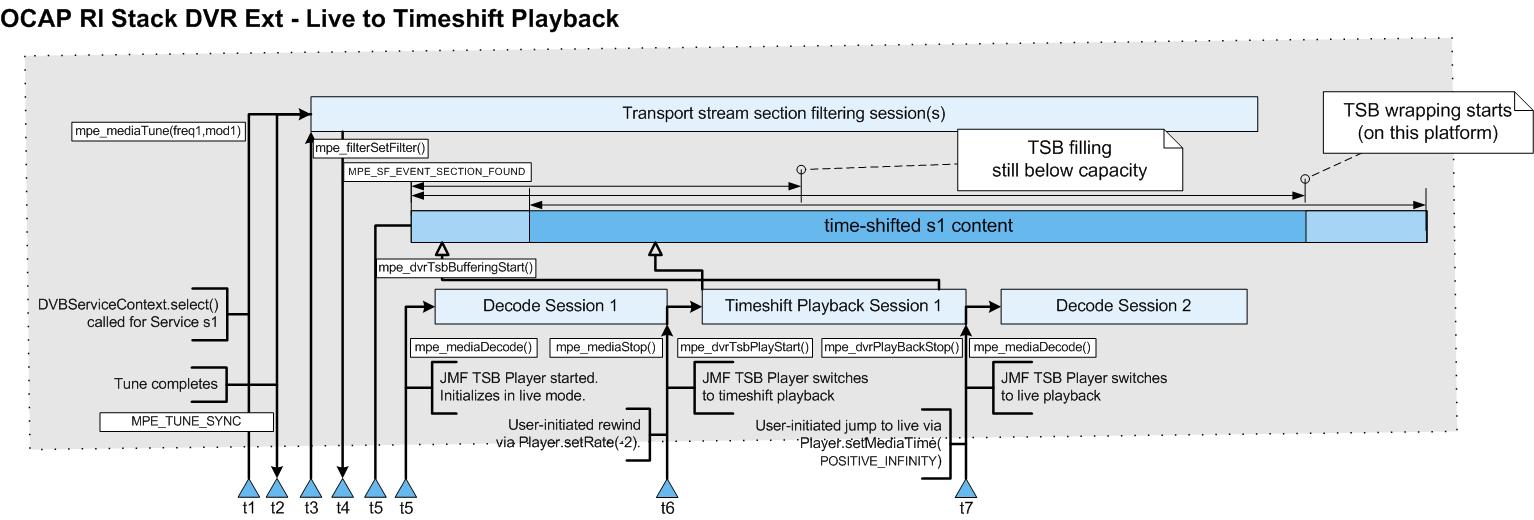 OCAP RI Stack DVR Ext - Live to Timeshift Playback
Transport stream section filtering session(s)
TSB wrapping starts
(on this platform)
mpe_mediaTune(freq1,mod1)
mpe_filterSetFilter()
TSB filling
still below capacity
MPE_SF_EVENT_SECTION_FOUND
time-shifted s1 content
mpe_dvrTsbBufferingStart()
DVBServiceContext.select()
called for Service s1
Decode Session 1
Timeshift Playback Session 1
Decode Session 2
mpe_mediaDecode()
mpe_mediaStop()
mpe_dvrTsbPlayStart()
mpe_dvrPlayBackStop()
mpe_mediaDecode()
Tune completes
JMF TSB Player started.
Initializes in live mode.
JMF TSB Player switches
to timeshift playback
JMF TSB Player switches
to live playback
MPE_TUNE_SYNC
User-initiated rewind
via Player.setRate(-2).
User-initiated jump to live via
Player.setMediaTime(
POSITIVE_INFINITY)
t1
t2
t3
t4
t5
t5
t6
t7